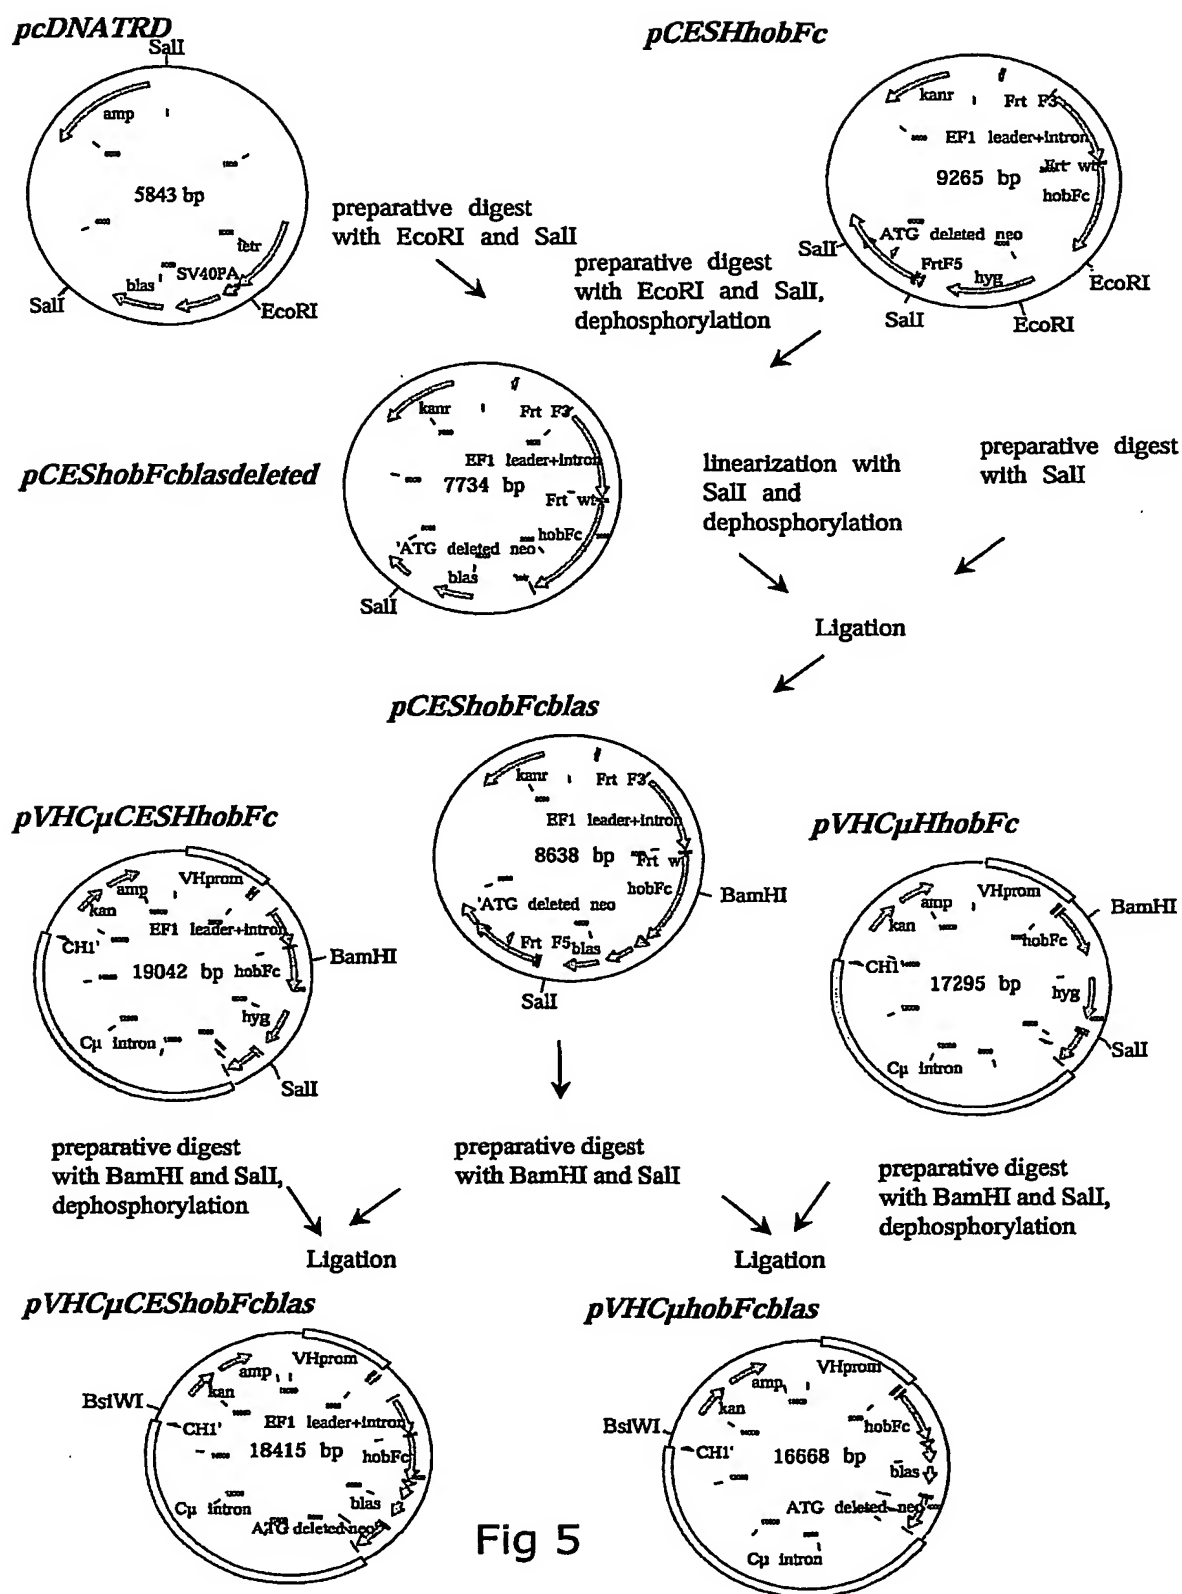 pcDNATRD
SalI
amp
5843 bp
tetr
SV40PA
blas
SalI
EcoRI
preparative digest
with EcoRI and SalI
pCESHhobFc
kanr
Frt F3
EF1 leader+intron
9265 bp
Frt wt
hobFc
ATG deleted neo
SalI
FrtF5
hyg
EcoRI
SalI
EcoRI
preparative digest
with EcoRI and SalI,
dephosphorylation
pCEShobFcblasdeleted
kanr
Frt F3
EF1 leader+intron
7734 bp
Frt wt
hobFc
'ATG deleted neo
blas
SalI
linearization with
SalI and
dephosphorylation
preparative digest
with SalI
Ligation
pCEShobFcblas
kanr
Frt F3
EF1 leader+intron
8638 bp
Frt w
hobFc
BamHI
'ATG deleted neo
Frt F5
blas
SalI
pVHCμCESHhobFc
VHprom
amp
kan
EF1 leader+intron
CH1'
BamHI
19042 bp
hobFc
hyg
Cμ intron
SalI
pVHCμHhobFc
VHprom
BamHI
amp
kan
hobFc
CH1
17295 bp
hyg
SalI
Cμ intron
preparative digest
with BamHI and SalI,
dephosphorylation
preparative digest
with BamHI and SalI
preparative digest
with BamHI and SalI,
dephosphorylation
Ligation
Ligation
pVHCμCEShobFcblas
VHprom
amp
kan
BsiWI
EF1 leader+intron
CH1'
18415 bp
hobFc
blas
Cμ intron
ATG deleted neo
pVHCμhobFcblas
VHprom
amp
kan
BsiWI
hobFc
CH1'
16668 bp
blas
ATG deleted neo
Cμ intron
Fig 5